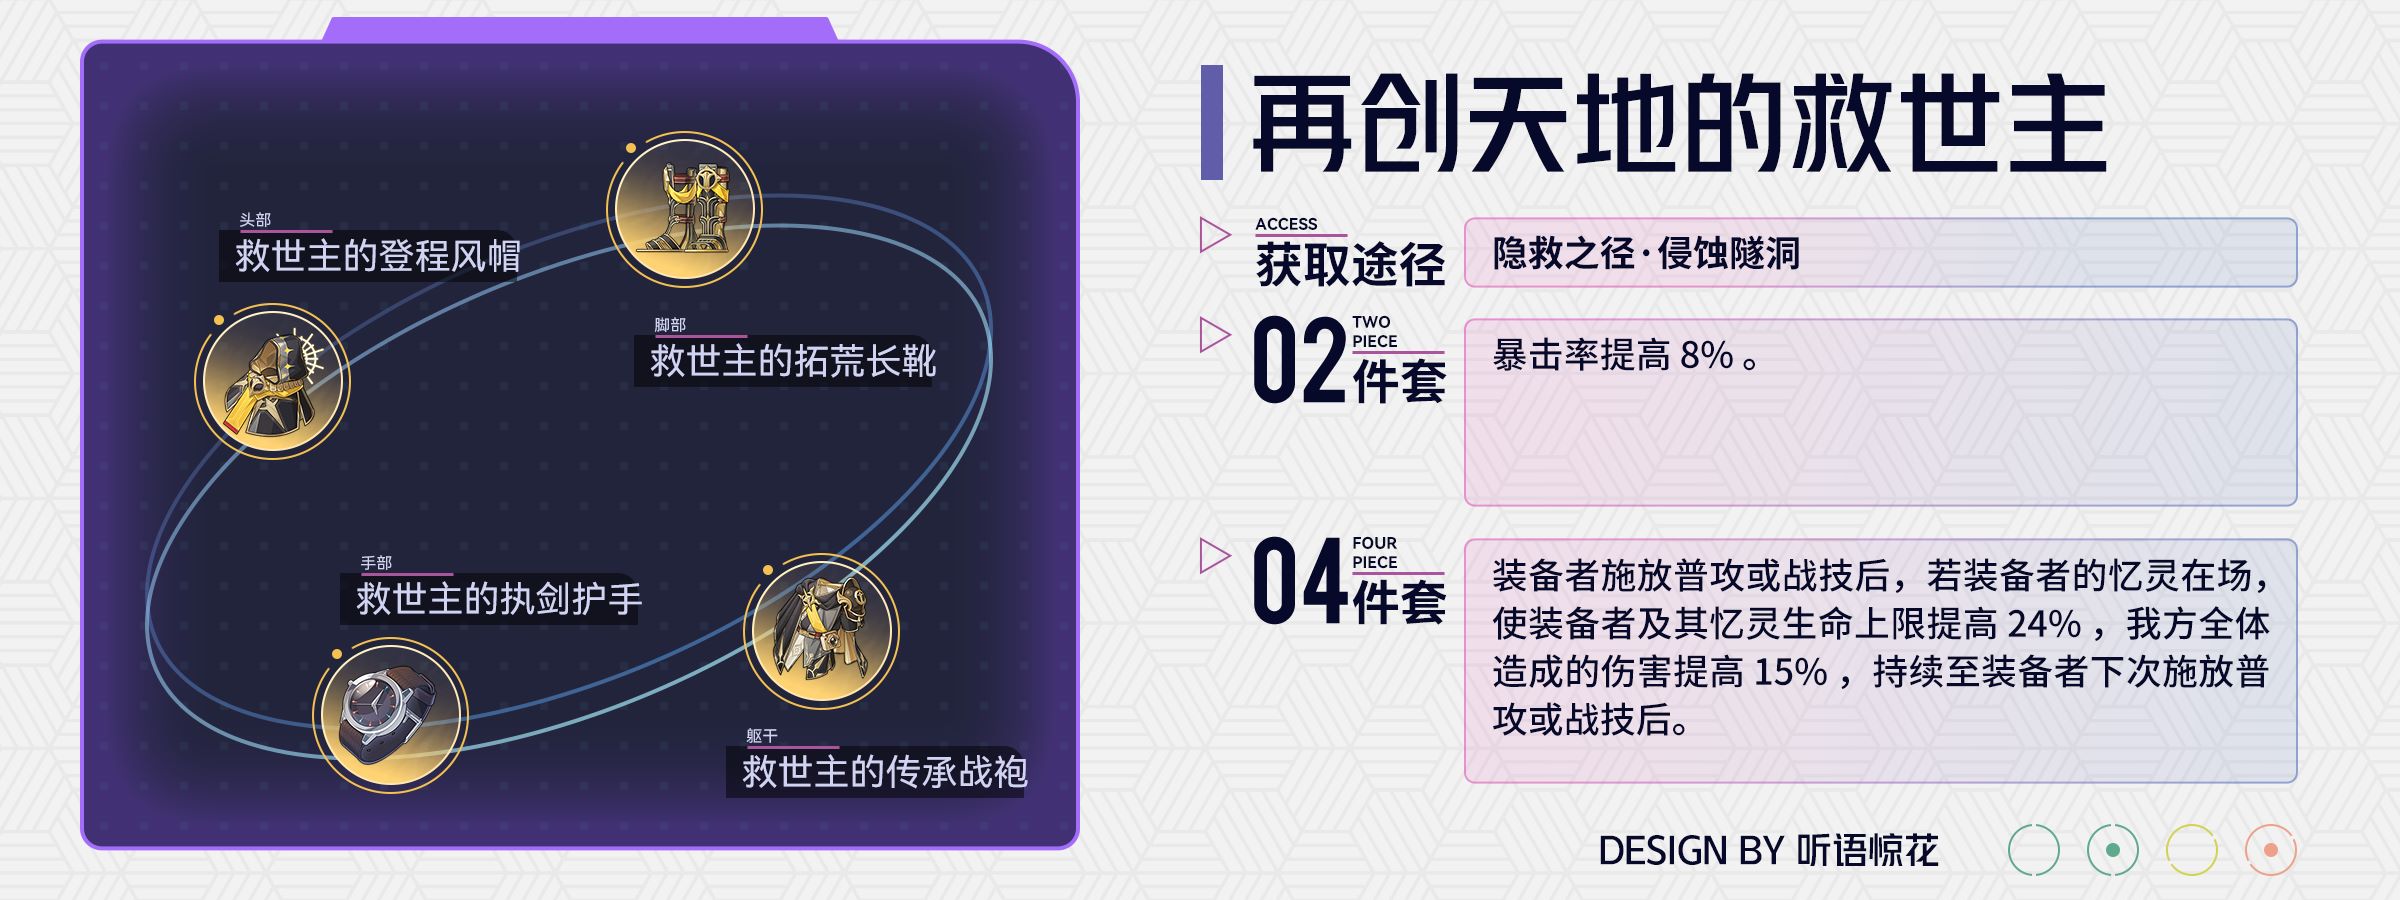 头部
救世主的登程风帽
脚部
救世主的拓荒长靴
手部
救世主的执剑护手
躯干
救世主的传承战袍
再创天地的救世主
ACCESS
获取途径
隐救之径·侵蚀隧洞
02
TWO
PIECE
件套
暴击率提高 8% 。
04
FOUR
PIECE
件套
装备者施放普攻或战技后，若装备者的忆灵在场，
使装备者及其忆灵生命上限提高 24% ，我方全体
造成的伤害提高 15% ，持续至装备者下次施放普
攻或战技后。
DESIGN BY 听语惊花